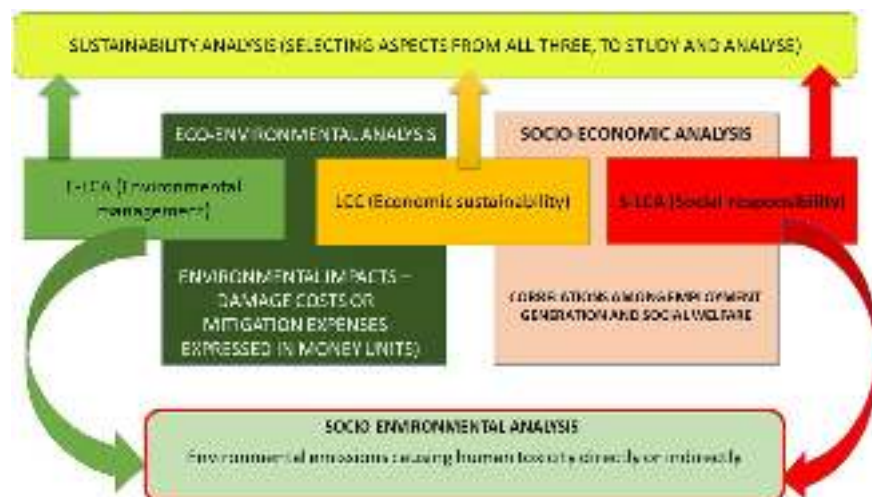 SUSTAINABILITY ANALYSIS (SELECTING ASPECTS FROM ALL THREE, TO STUDY AND ANALYSE)
ECO-ENVIRONMENTAL ANALYSIS
SOCIO-ECONOMIC ANALYSIS
E-LCA (Environmental
management)
LCC (Economic sustainability)
S-LCA (Social responsibility)
ENVIRONMENTAL IMPACTS –
DAMAGE COSTS OR
MITIGATION EXPENSES
EXPRESSED IN MONEY UNITS)
CORRELATIONS AMONG EMPLOYMENT
GENERATION AND SOCIAL WELFARE
SOCIO ENVIRONMENTAL ANALYSIS
Environmental emissions causing human toxicity directly or indirectly